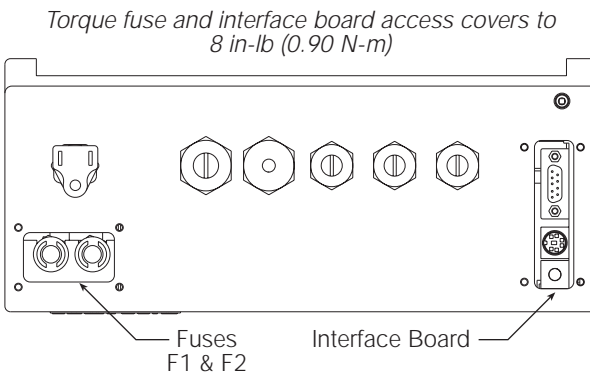 Torque fuse and interface board access covers to
8 in-lb (0.90 N-m)
Fuses
F1 & F2
Interface Board